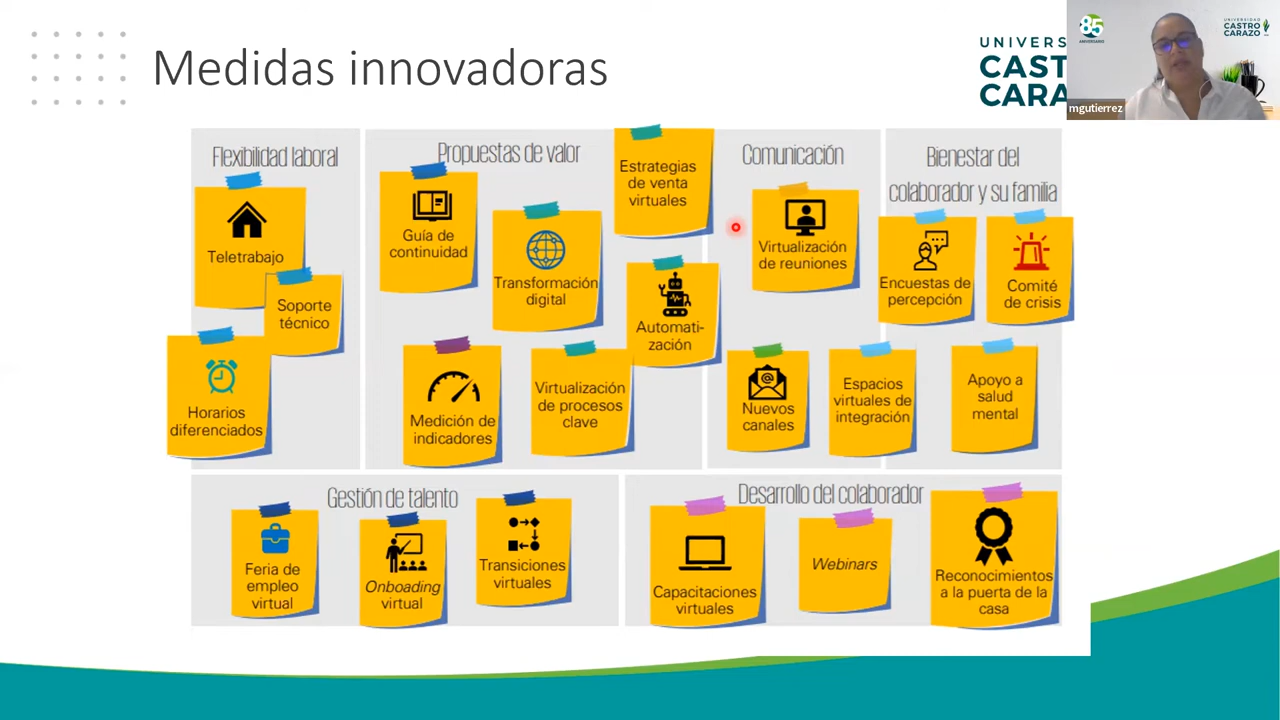 Medidas innovadoras
UNIVERS
CAST
CARA
85
ANIVERSARIO
UNIVERSIDAD
CASTRO
CARAZO
mgutierrez
Flexibilidad laboral
Teletrabajo
Soporte
técnico
Horarios
diferenciados
Propuestas de valor
Guía de
continuidad
Transformación
digital
Estrategias
de venta
virtuales
Automati-
zación
Medición de
indicadores
Virtualización
de procesos
clave
Comunicación
Virtualización
de reuniones
Nuevos
canales
Espacios
virtuales de
integración
Bienestar del
colaborador y su familia
Encuestas de
percepción
Comité
de crisis
Apoyo a
salud
mental
Gestión de talento
Feria de
empleo
virtual
Onboading
virtual
Transiciones
virtuales
Desarrollo del colaborador
Capacitaciones
virtuales
Webinars
Reconocimientos
a la puerta de la
casa